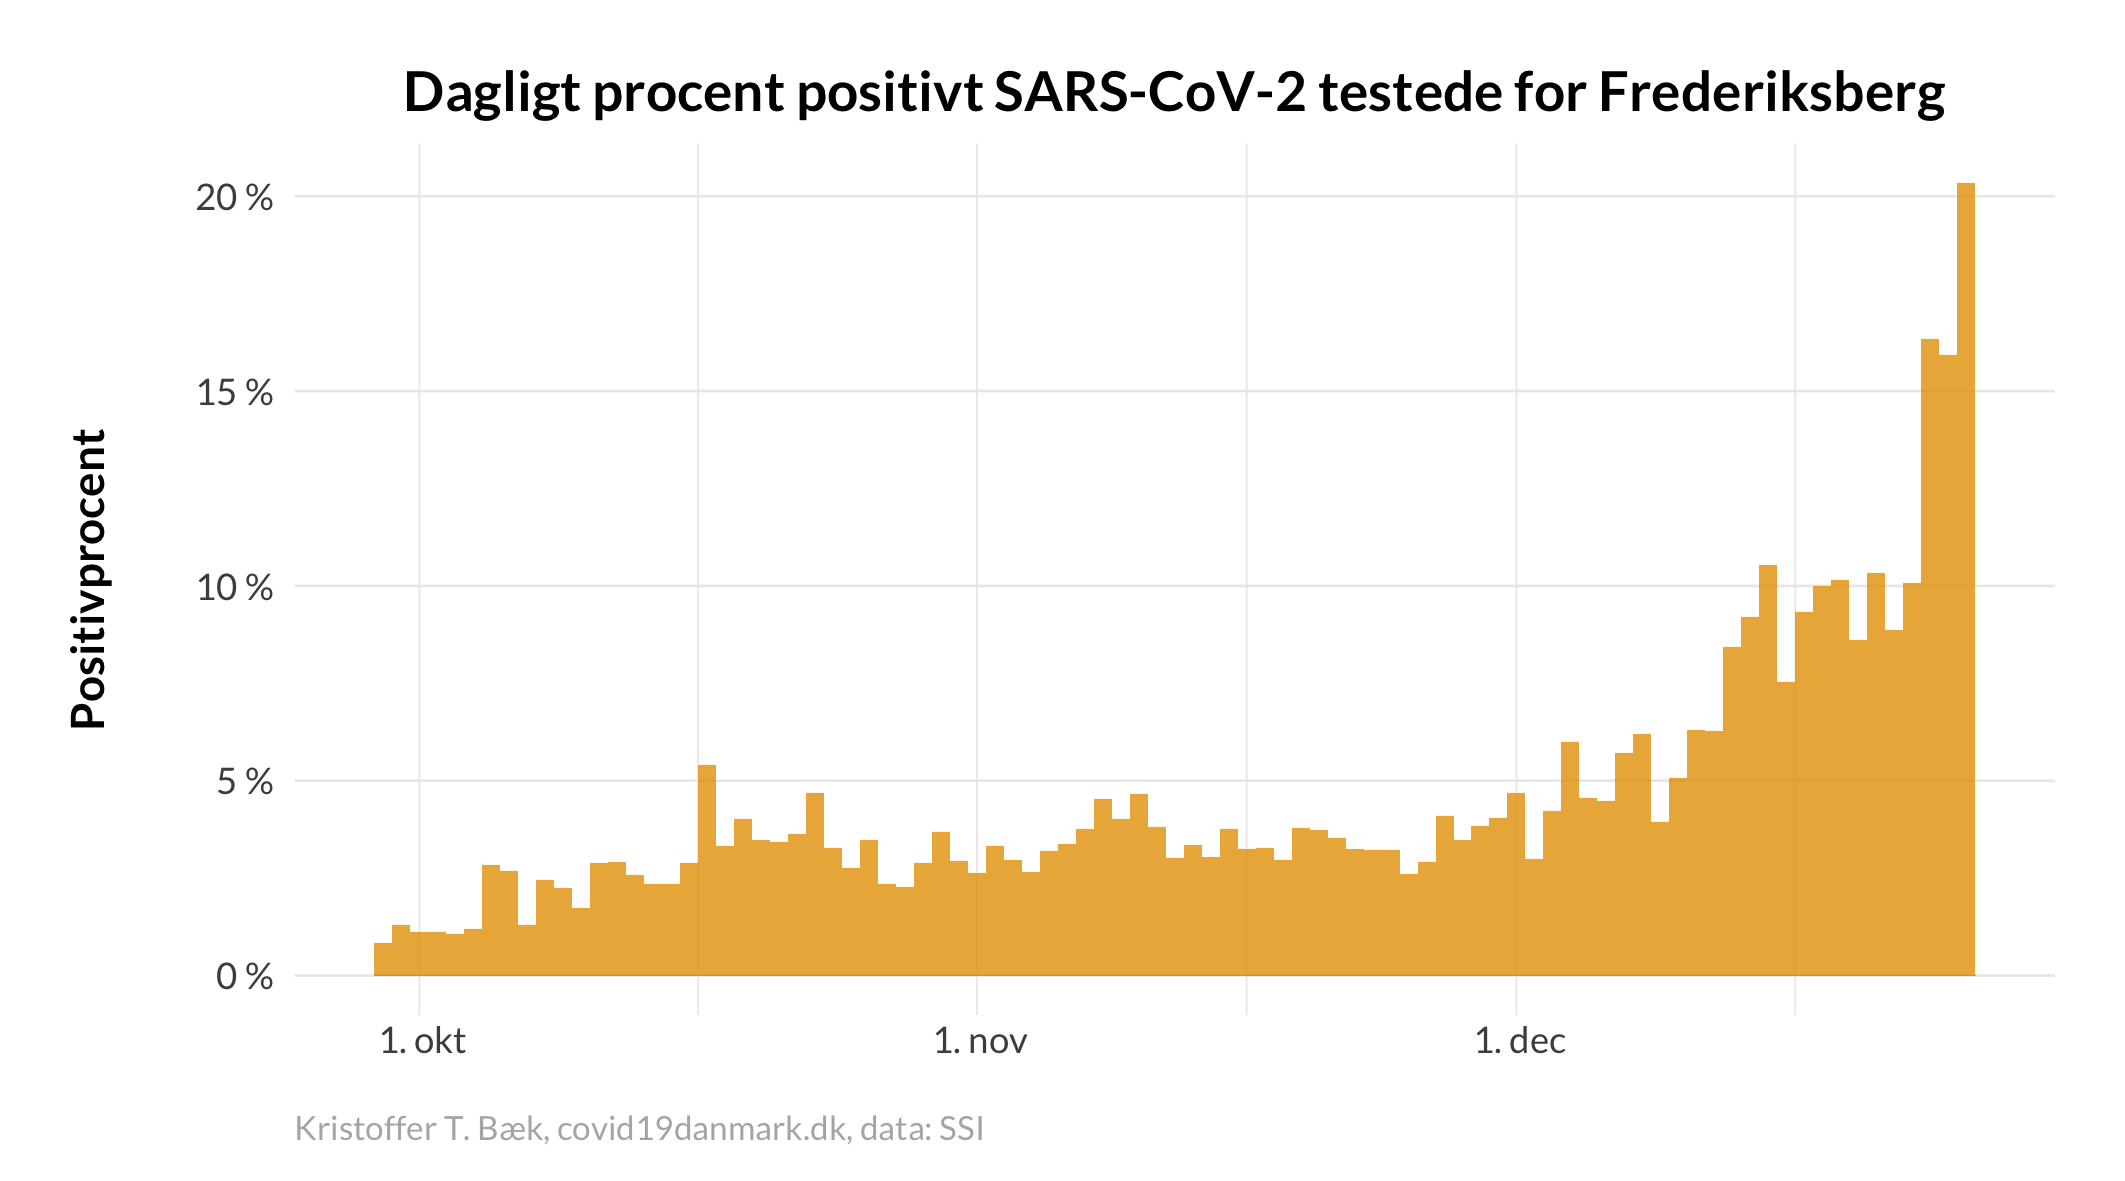 Dagligt procent positivt SARS-CoV-2 testede for Frederiksberg
Positivprocent
20 %
15 %
10 %
5 %
0 %
1. okt
1. nov
1. dec
Kristoffer T. Bæk, covid19danmark.dk, data: SSI